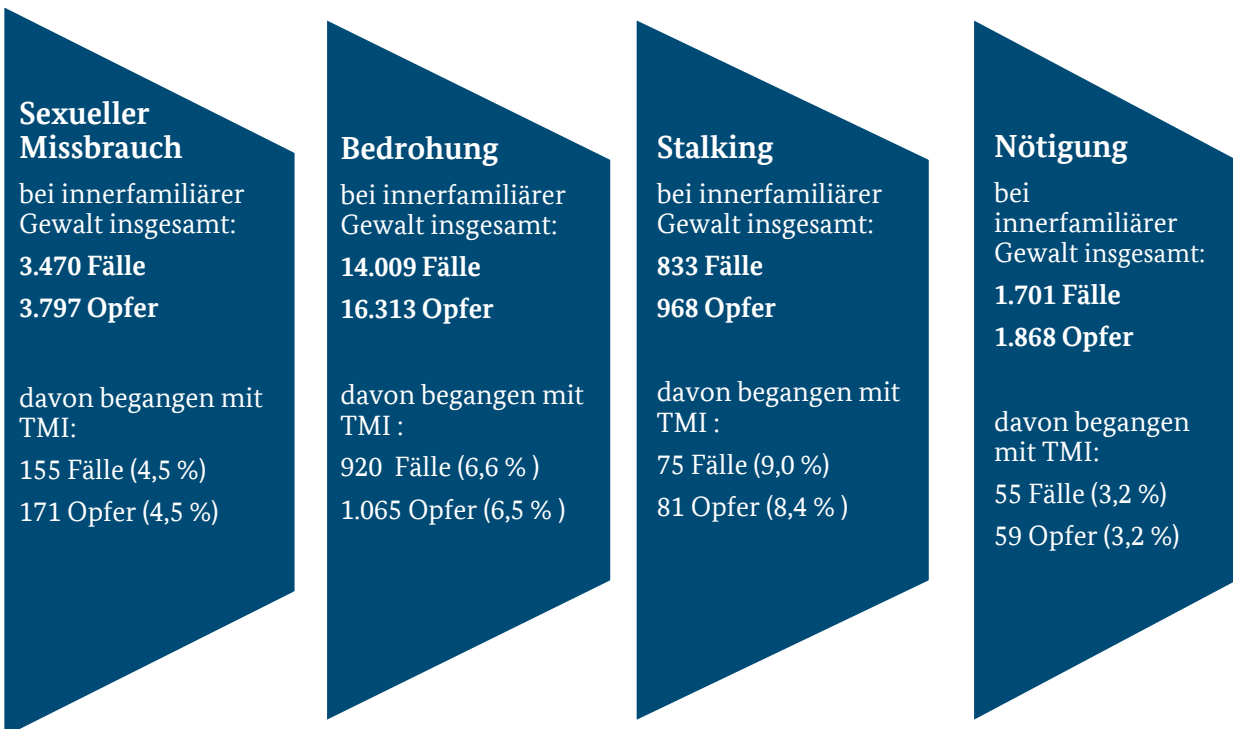 Sexueller
Missbrauch
bei innerfamiliärer
Gewalt insgesamt:
3.470 Fälle
3.797 Opfer
davon begangen mit
TMI:
155 Fälle (4,5 %)
171 Opfer (4,5 %)
Bedrohung
bei innerfamiliärer
Gewalt insgesamt:
14.009 Fälle
16.313 Opfer
davon begangen mit
TMI :
920 Fälle (6,6 % )
1.065 Opfer (6,5 % )
Stalking
bei innerfamiliärer
Gewalt insgesamt:
833 Fälle
968 Opfer
davon begangen mit
TMI :
75 Fälle (9,0 %)
81 Opfer (8,4 % )
Nötigung
bei
innerfamiliärer
Gewalt insgesamt:
1.701 Fälle
1.868 Opfer
davon begangen
mit TMI:
55 Fälle (3,2 %)
59 Opfer (3,2 %)